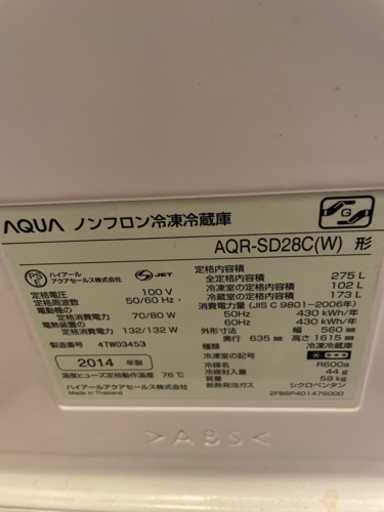 AQUA ノンフロン冷凍冷蔵庫
G
AQR-SD28C(W) 形
PS E
ハイアール
アクアセールス株式会社
JET
定格電圧 100 V
定格周波数 50/60 Hz
電動機の
定格消費電力 70/80 W
電熱装置の
定格消費電力 132/132 W
製造番号 4TW03453
2014 年製
温度ヒューズ定格動作温度 76℃
ハイアールアクアセールス株式会社
Made in Thailand
定格内容積
全定格内容積 275 L
冷凍室の定格内容積 102 L
冷蔵室の定格内容積 173 L
消費電力量(JIS C 9801-2006年)
50Hz 430 kWh/年
60Hz 430 kWh/年
外形寸法 幅 560 mm
奥行 635 mm 高さ 1615 mm
種類 冷凍冷蔵庫
冷凍室の記号
冷媒名 R600a
冷媒封入量 44 g
質量 59 kg
断熱発泡ガス シクロペンタン
2FB8P401476000
>ABS<